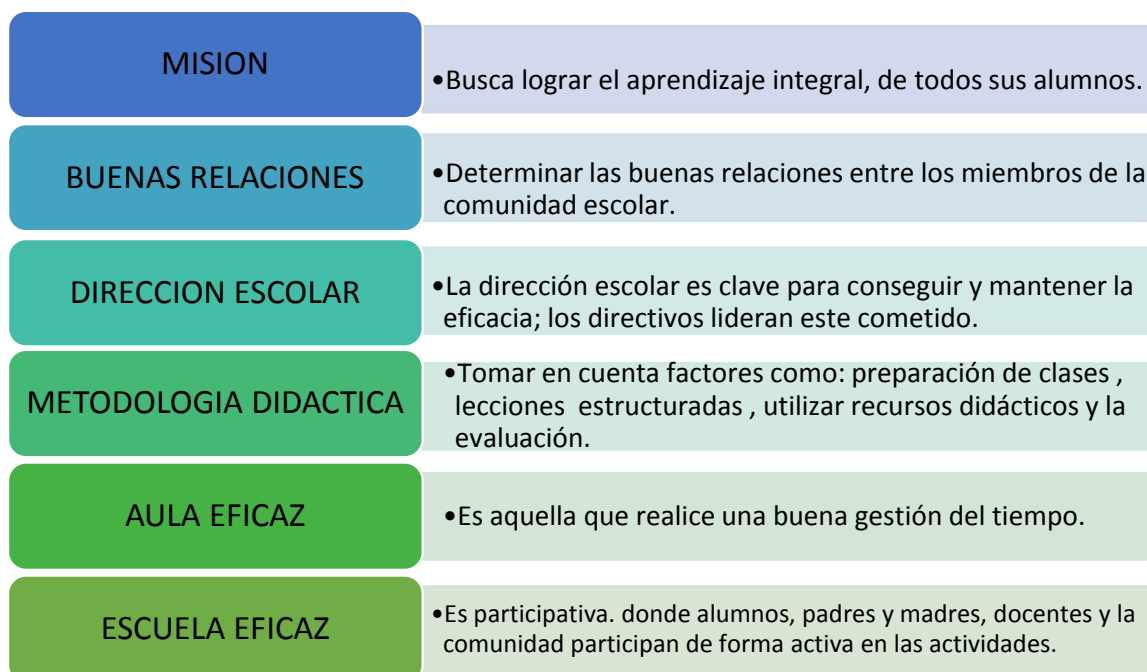 MISION
•Busca lograr el aprendizaje integral, de todos sus alumnos.
BUENAS RELACIONES
•Determinar las buenas relaciones entre los miembros de la
comunidad escolar.
DIRECCION ESCOLAR
•La dirección escolar es clave para conseguir y mantener la
eficacia; los directivos lideran este cometido.
METODOLOGIA DIDACTICA
•Tomar en cuenta factores como: preparación de clases ,
lecciones  estructuradas , utilizar recursos didácticos y la
evaluación.
AULA EFICAZ
•Es aquella que realice una buena gestión del tiempo.
ESCUELA EFICAZ
•Es participativa. donde alumnos, padres y madres, docentes y la
comunidad participan de forma activa en las actividades.